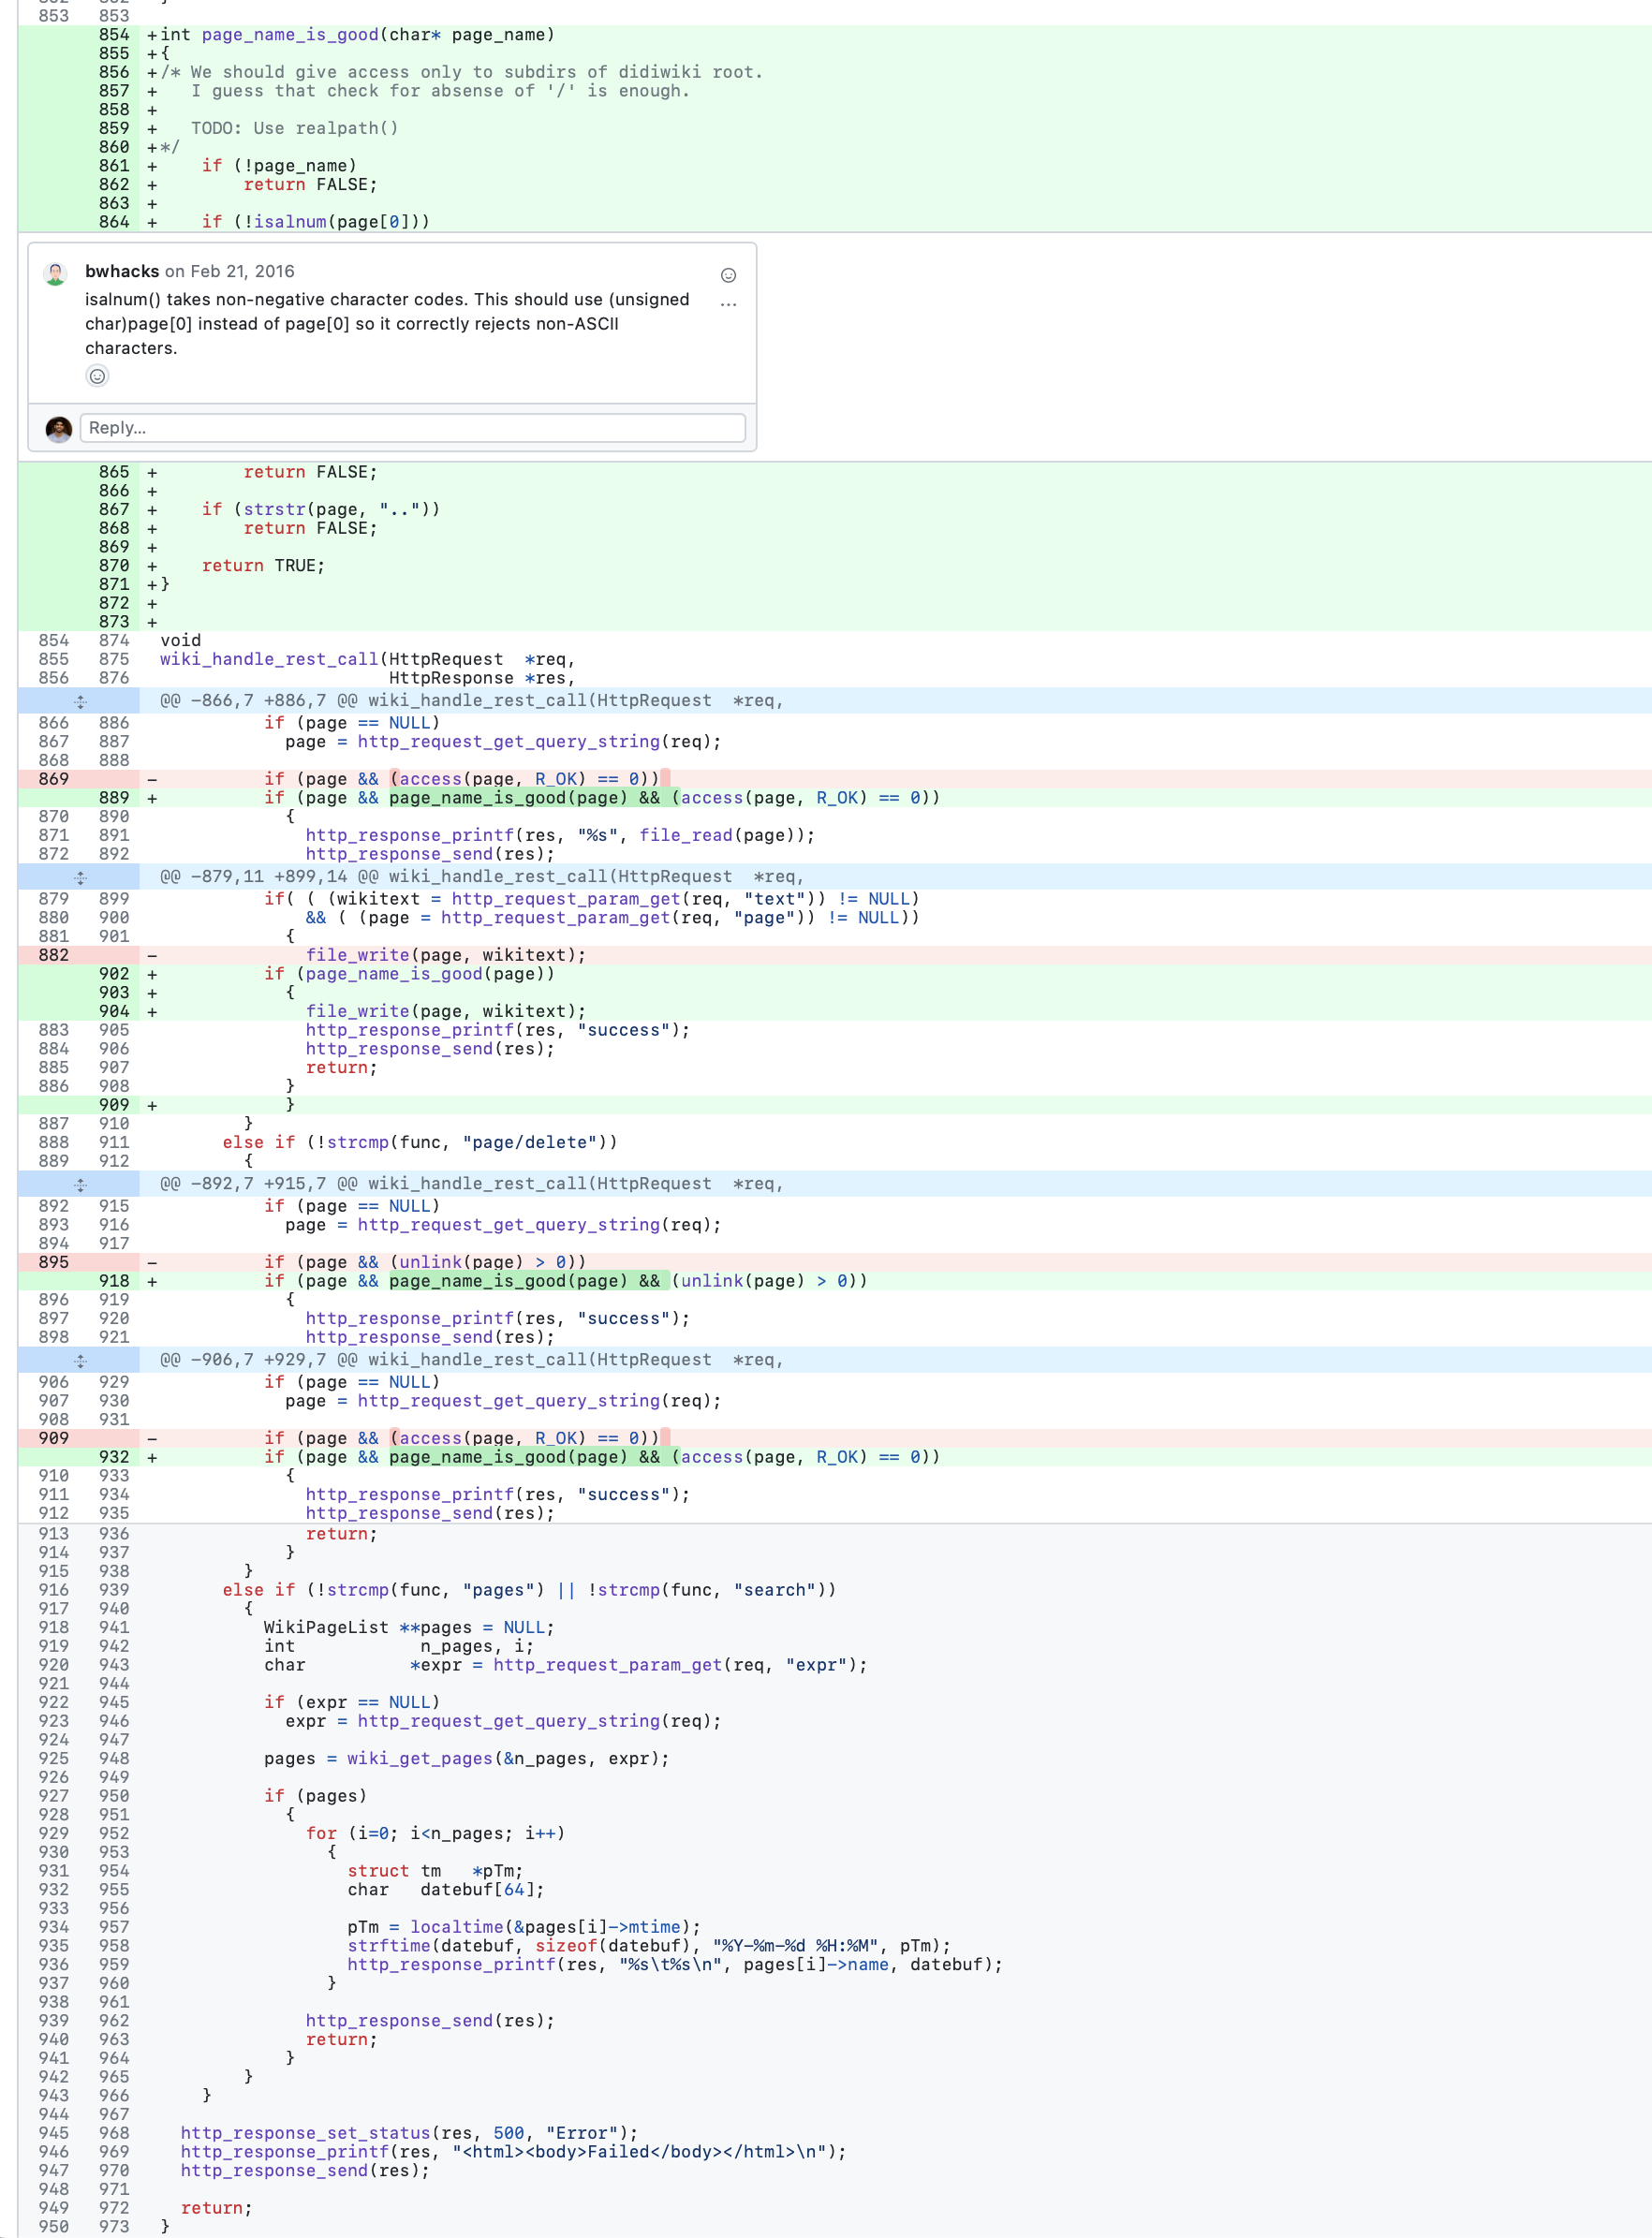 853 853
854 +int page_name_is_good(char* page_name)
855 +{
856 +/* We should give access only to subdirs of didiwiki root.
857 +   I guess that check for absense of '/' is enough.
858 +
859 +   TODO: Use realpath()
860 +*/
861 +    if (!page_name)
862 +        return FALSE;
863 +
864 +    if (!isalnum(page[0]))
bwhacks on Feb 21, 2016
isalnum() takes non-negative character codes. This should use (unsigned
char)page[0] instead of page[0] so it correctly rejects non-ASCII
characters.
Reply...
865 +        return FALSE;
866 +
867 +    if (strstr(page, ".."))
868 +        return FALSE;
869 +
870 +    return TRUE;
871 +}
872 +
873 +
854 874 void
855 875 wiki_handle_rest_call(HttpRequest  *req,
856 876                       HttpResponse *res,
@@ -866,7 +886,7 @@ wiki_handle_rest_call(HttpRequest  *req,
866 886           if (page == NULL)
867 887             page = http_request_get_query_string(req);
868 888
869 -           if (page && (access(page, R_OK) == 0))
889 +           if (page && page_name_is_good(page) && (access(page, R_OK) == 0))
870 890             {
871 891               http_response_printf(res, "%s", file_read(page));
872 892               http_response_send(res);
@@ -879,11 +899,14 @@ wiki_handle_rest_call(HttpRequest  *req,
879 899           if( ( (wikitext = http_request_param_get(req, "text")) != NULL)
880 900               && ( (page = http_request_param_get(req, "page")) != NULL))
881 901             {
882 -               file_write(page, wikitext);
902 +           if (page_name_is_good(page))
903 +             {
904 +               file_write(page, wikitext);
883 905               http_response_printf(res, "success");
884 906               http_response_send(res);
885 907               return;
886 908             }
909 +             }
887 910         }
888 911       else if (!strcmp(func, "page/delete"))
889 912         {
@@ -892,7 +915,7 @@ wiki_handle_rest_call(HttpRequest  *req,
892 915           if (page == NULL)
893 916             page = http_request_get_query_string(req);
894 917
895 -           if (page && (unlink(page) > 0))
918 +           if (page && page_name_is_good(page) && (unlink(page) > 0))
896 919             {
897 920               http_response_printf(res, "success");
898 921               http_response_send(res);
@@ -906,7 +929,7 @@ wiki_handle_rest_call(HttpRequest  *req,
906 929           if (page == NULL)
907 930             page = http_request_get_query_string(req);
908 931
909 -           if (page && (access(page, R_OK) == 0))
932 +           if (page && page_name_is_good(page) && (access(page, R_OK) == 0))
910 933             {
911 934               http_response_printf(res, "success");
912 935               http_response_send(res);
913 936               return;
914 937             }
915 938         }
916 939       else if (!strcmp(func, "pages") || !strcmp(func, "search"))
917 940         {
918 941           WikiPageList **pages = NULL;
919 942           int            n_pages, i;
920 943           char          *expr = http_request_param_get(req, "expr");
921 944
922 945           if (expr == NULL)
923 946             expr = http_request_get_query_string(req);
924 947
925 948           pages = wiki_get_pages(&n_pages, expr);
926 949
927 950           if (pages)
928 951             {
929 952               for (i=0; i<n_pages; i++)
930 953                 {
931 954                   struct tm   *pTm;
932 955                   char   datebuf[64];
933 956
934 957                   pTm = localtime(&pages[i]->mtime);
935 958                   strftime(datebuf, sizeof(datebuf), "%Y-%m-%d %H:%M", pTm);
936 959                   http_response_printf(res, "%s\t%s\n", pages[i]->name, datebuf);
937 960                 }
938 961
939 962               http_response_send(res);
940 963               return;
941 964             }
942 965         }
943 966     }
944 967
945 968   http_response_set_status(res, 500, "Error");
946 969   http_response_printf(res, "<html><body>Failed</body></html>\n");
947 970   http_response_send(res);
948 971
949 972   return;
950 973 }